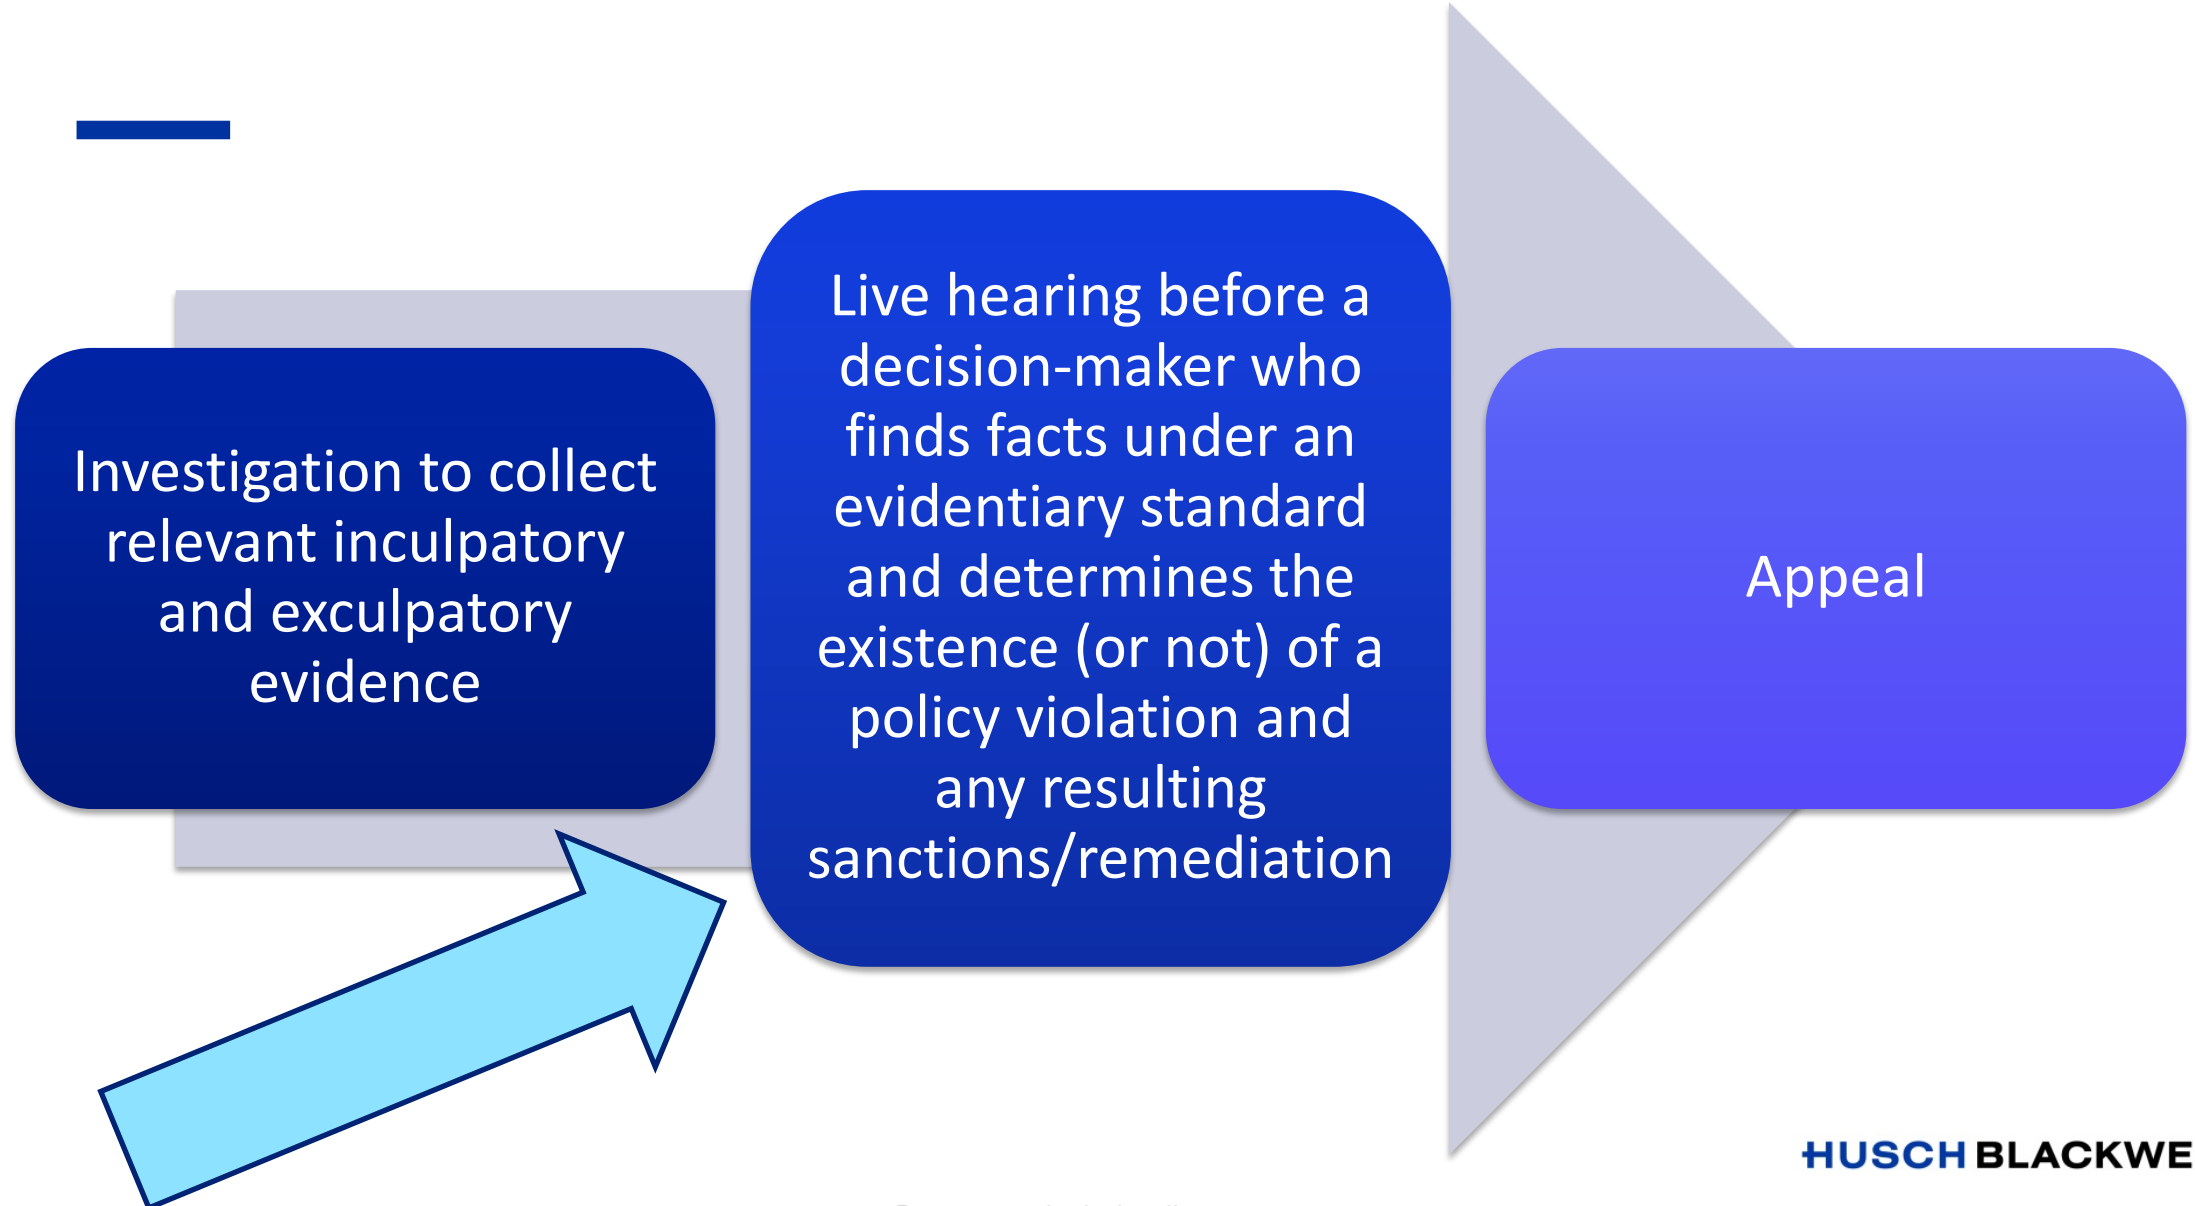 Investigation to collect
relevant inculpatory
and exculpatory
evidence
Live hearing before a
decision-maker who
finds facts under an
evidentiary standard
and determines the
existence (or not) of a
policy violation and
any resulting
sanctions/remediation
Appeal
HUSCH BLACKWE